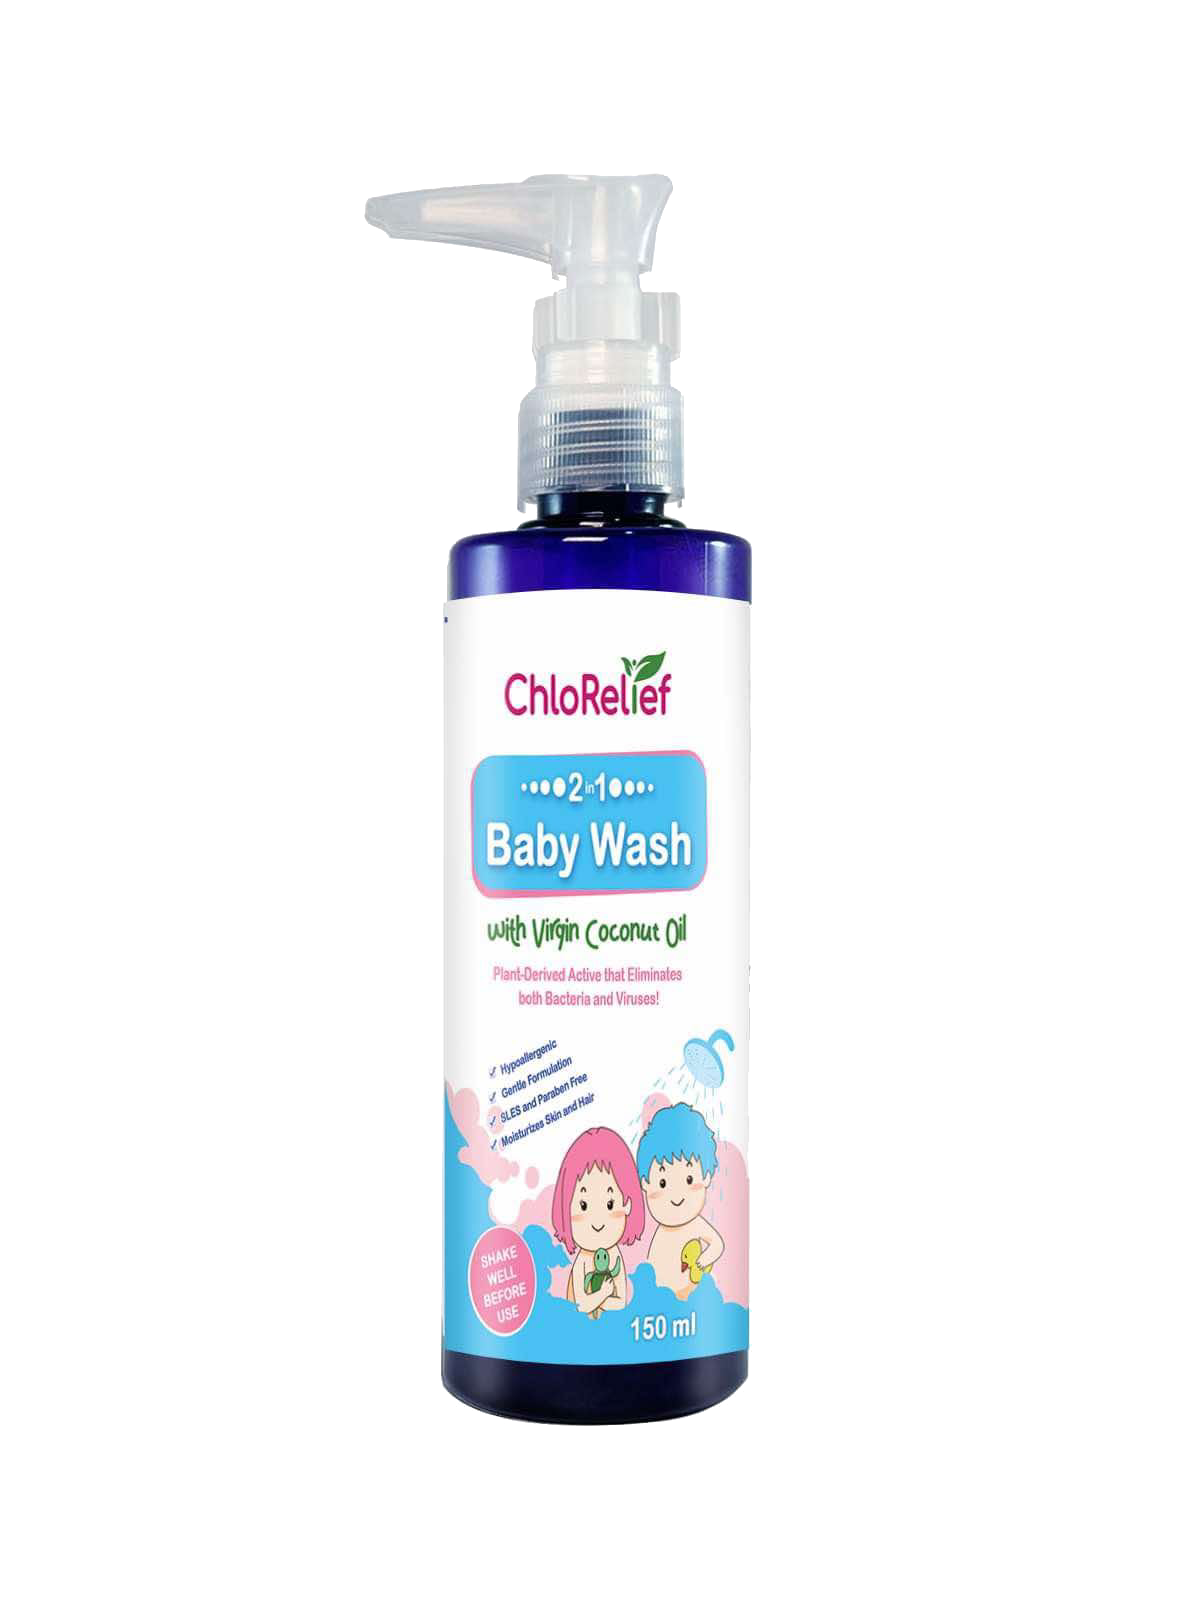 ChloRelief
2 in 1
Baby Wash
with Virgin Coconut Oil
Plant-Derived Active that Eliminates
both Bacteria and Viruses!
Hypoallergenic
Gentle Formulation
SLES and Paraben Free
Moisturizes Skin and Hair
SHAKE
WELL
BEFORE
USE
150 ml